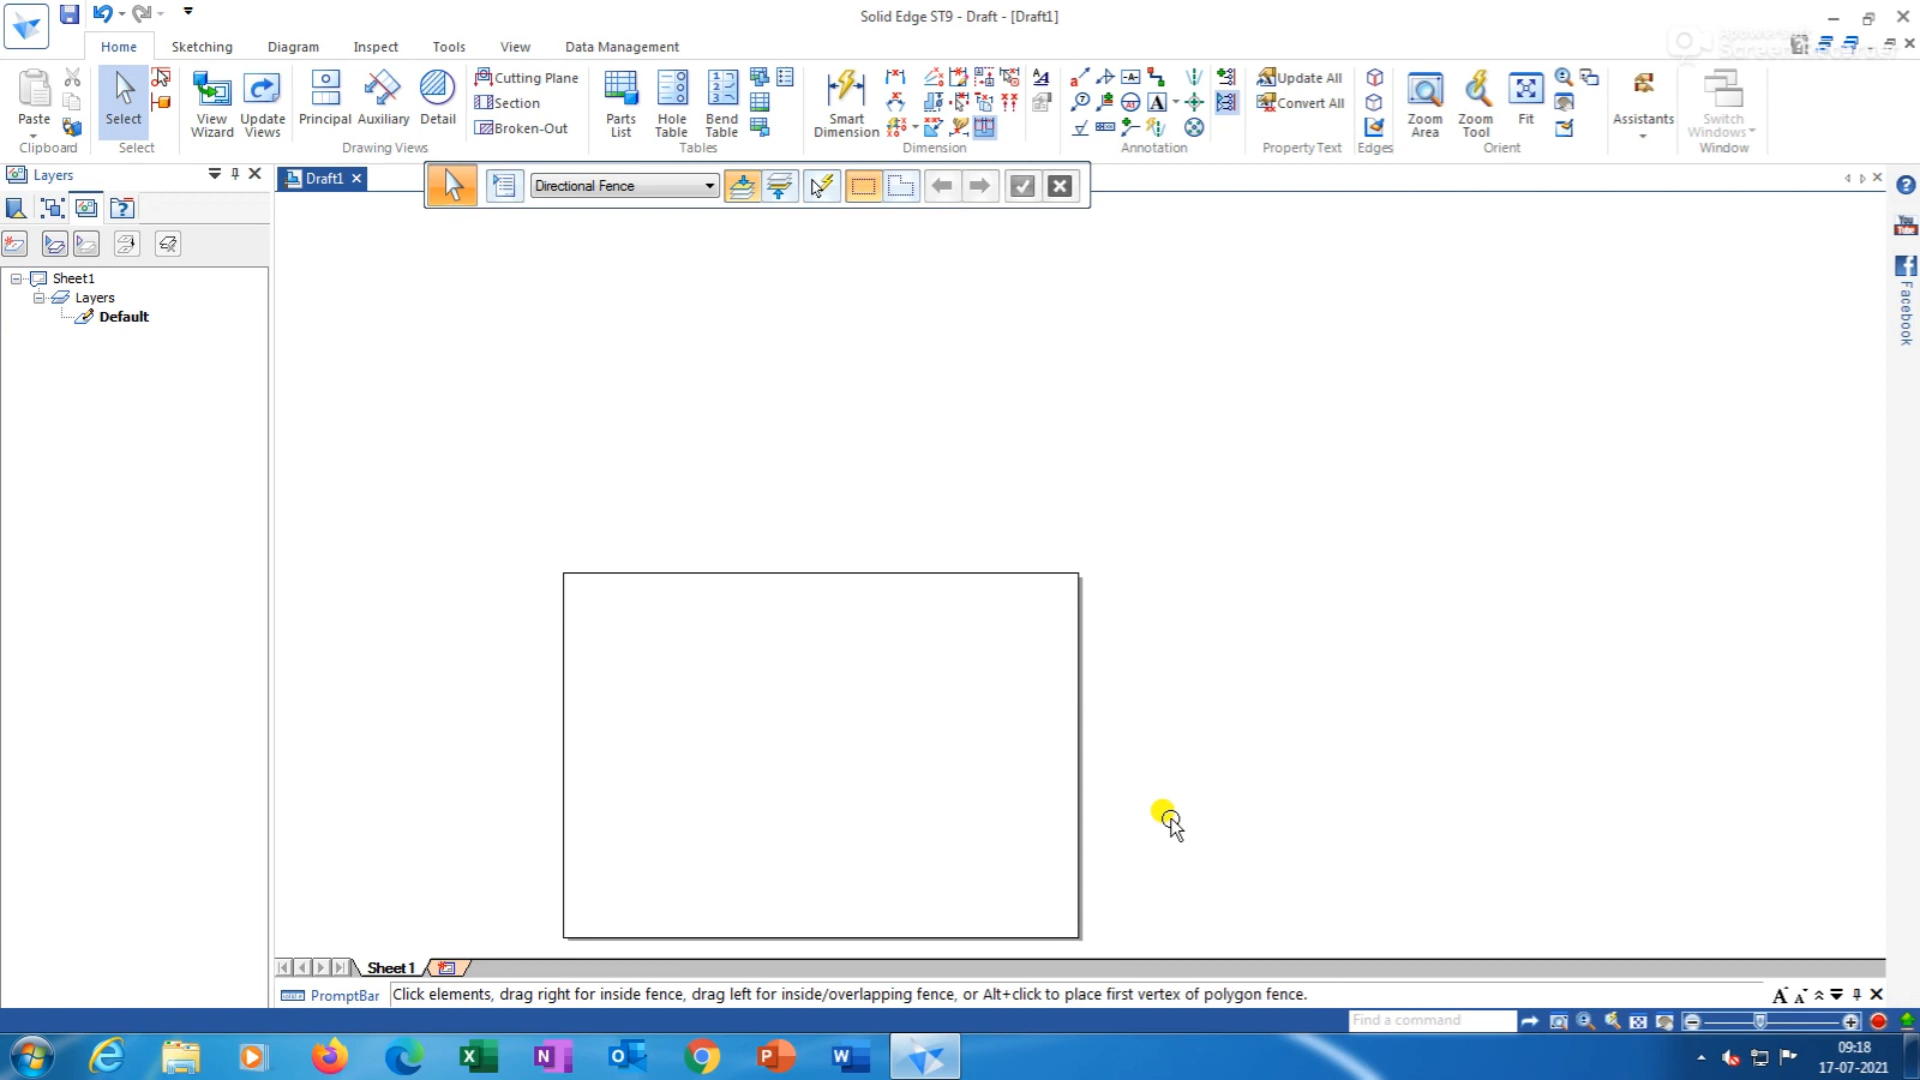 Solid Edge ST9 - Draft - [Draft1]
Home Sketching Diagram Inspect Tools View Data Management
Paste
Select
View Wizard
Update Views
Principal
Auxiliary
Detail
Cutting Plane
Section
Broken-Out
Parts List
Hole Table
Bend Table
Smart Dimension
Update All
Convert All
Zoom Area
Zoom Tool
Fit
Assistants
Switch Windows
Clipboard Select Drawing Views Tables Dimension Annotation Property Text Edges Orient Window
Layers
Draft1
Directional Fence
Sheet1
Layers
Default
You Tube
Facebook
Sheet1
PromptBar
Click elements, drag right for inside fence, drag left for inside/overlapping fence, or Alt+click to place first vertex of polygon fence.
Find a command
09:18
17-07-2021